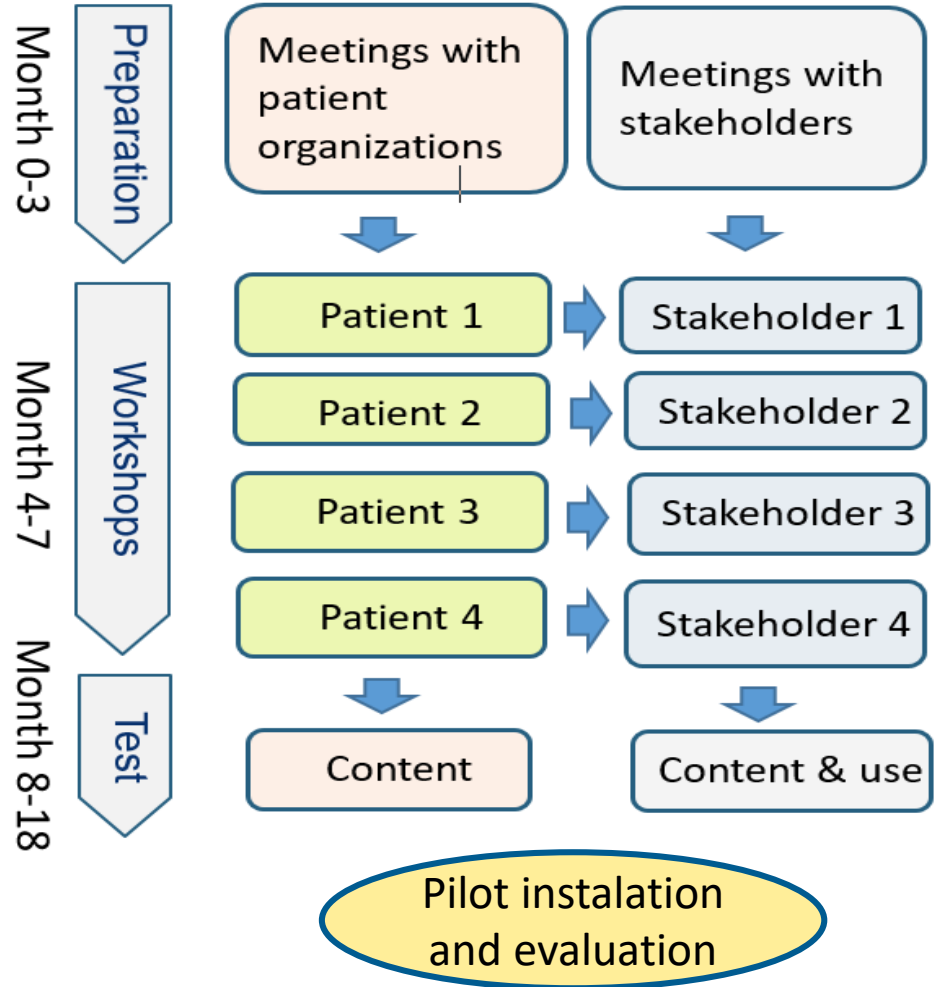 Month 0-3
Preparation
Meetings with
patient
organizations
Meetings with
stakeholders
Month 4-7
Workshops
Patient 1
Stakeholder 1
Patient 2
Stakeholder 2
Patient 3
Stakeholder 3
Patient 4
Stakeholder 4
Month 8-18
Test
Content
Content & use
Pilot instalation
and evaluation